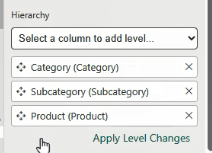 Hierarchy
Select a column to add level...
Category (Category)
Subcategory (Subcategory)
Product (Product)
Apply Level Changes